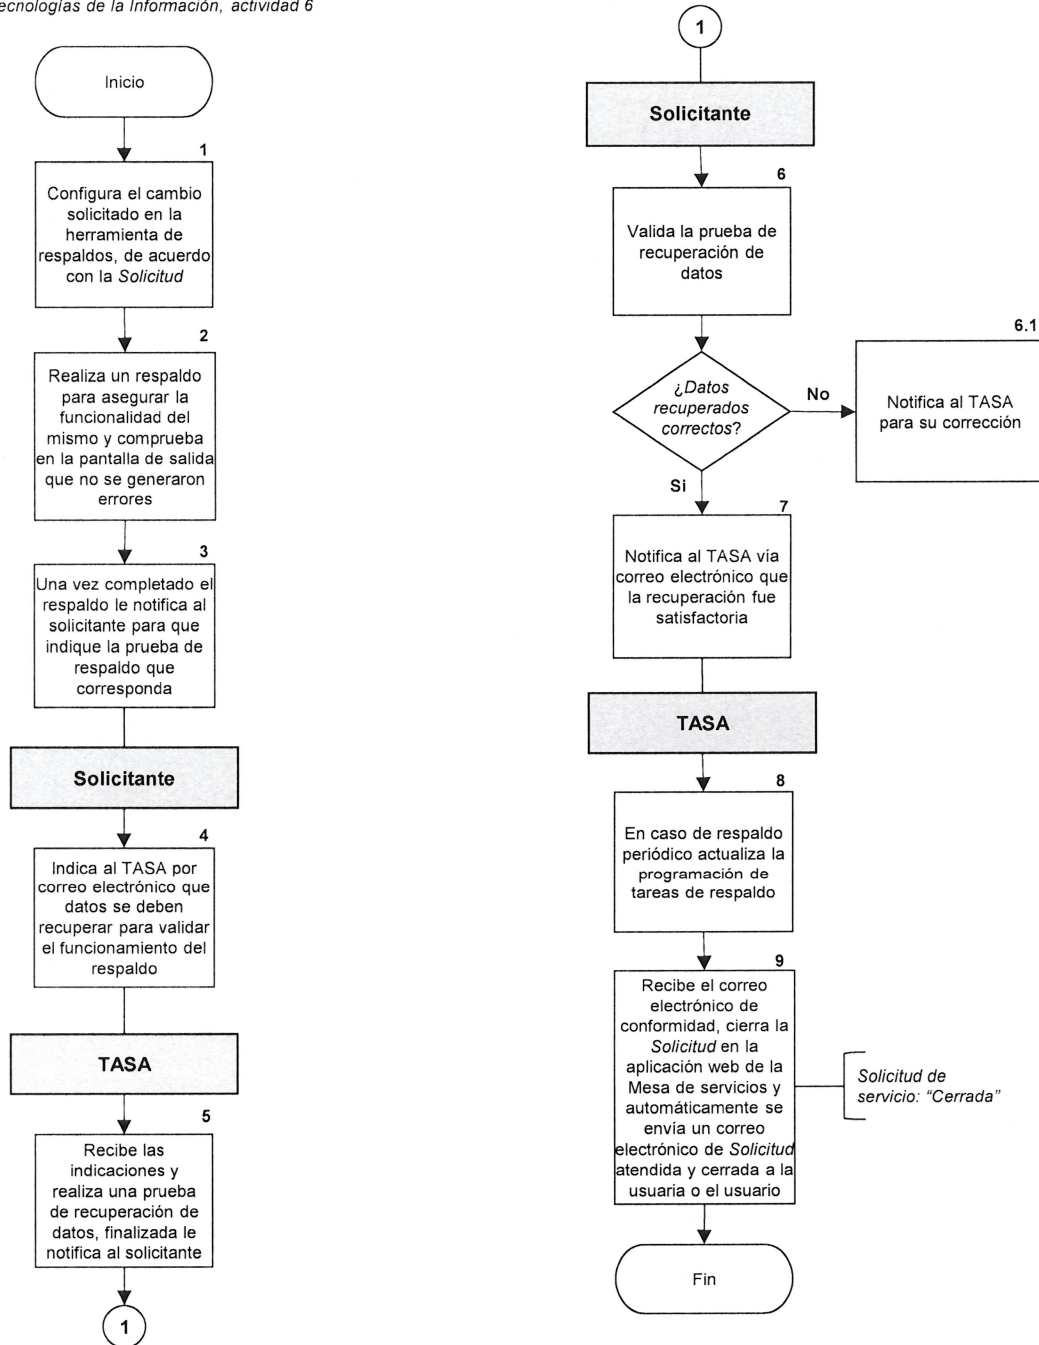 ecnologías de la Información, actividad 6
Inicio
1
Configura el cambio
solicitado en la
herramienta de
respaldos, de acuerdo
con la Solicitud
2
Realiza un respaldo
para asegurar la
funcionalidad del
mismo y comprueba
en la pantalla de salida
que no se generaron
errores
3
Una vez completado el
respaldo le notifica al
solicitante para que
indique la prueba de
respaldo que
corresponda
Solicitante
4
Indica al TASA por
correo electrónico que
datos se deben
recuperar para validar
el funcionamiento del
respaldo
TASA
5
Recibe las
indicaciones y
realiza una prueba
de recuperación de
datos, finalizada le
notifica al solicitante
1
1
Solicitante
6
Valida la prueba de
recuperación de
datos
¿Datos
recuperados
correctos?
No
6.1
Notifica al TASA
para su corrección
Si
7
Notifica al TASA vía
correo electrónico que
la recuperación fue
satisfactoria
TASA
8
En caso de respaldo
periódico actualiza la
programación de
tareas de respaldo
9
Recibe el correo
electrónico de
conformidad, cierra la
Solicitud en la
aplicación web de la
Mesa de servicios y
automáticamente se
envía un correo
electrónico de Solicitud
atendida y cerrada a la
usuaria o el usuario
Solicitud de
servicio: “Cerrada”
Fin